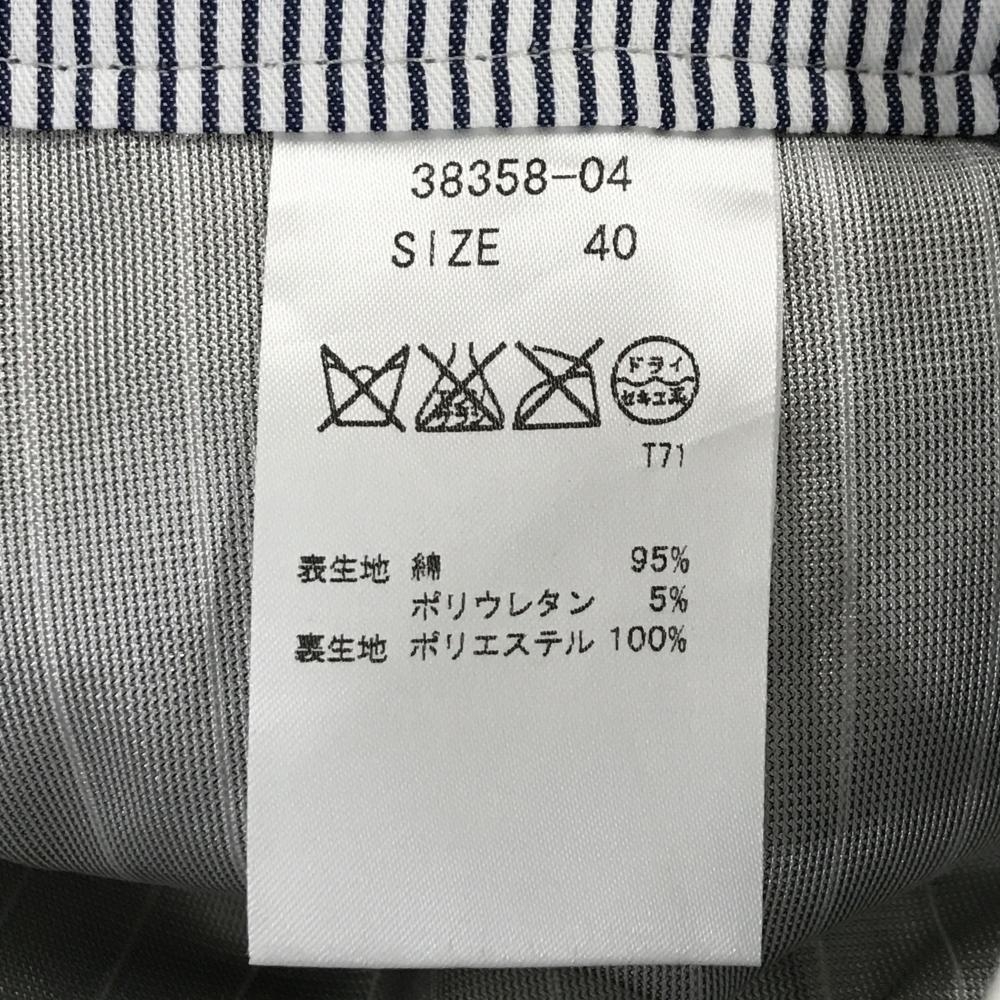 38358-04
SIZE 40
ドライ
セキユ系
T71
表生地 綿 95%
ポリウレタン 5%
裏生地 ポリエステル 100%